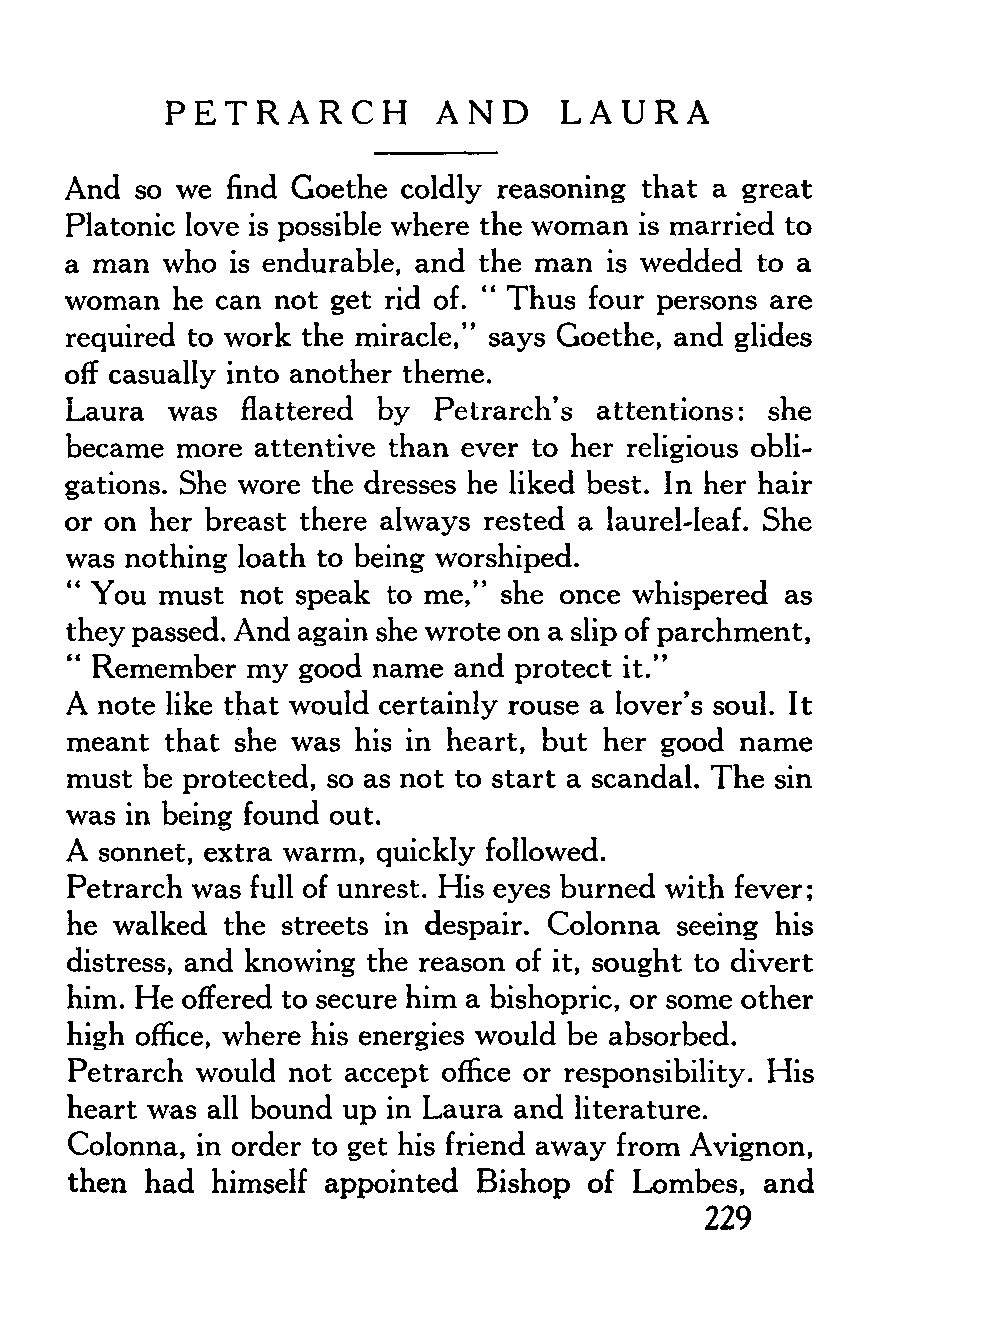 PETRARCH AND LAURA
And so we find Goethe coldly reasoning that a great
Platonic love is possible where the woman is married to
a man who is endurable, and the man is wedded to a
woman he can not get rid of. " Thus four persons are
required to work the miracle," says Goethe, and glides
off casually into another theme.
Laura was flattered by Petrarch's attentions: she
became more attentive than ever to her religious obli-
gations. She wore the dresses he liked best. In her hair
or on her breast there always rested a laurel-leaf. She
was nothing loath to being worshiped.
" You must not speak to me," she once whispered as
they passed. And again she wrote on a slip of parchment,
" Remember my good name and protect it."
A note like that would certainly rouse a lover's soul. It
meant that she was his in heart, but her good name
must be protected, so as not to start a scandal. The sin
was in being found out.
A sonnet, extra warm, quickly followed.
Petrarch was full of unrest. His eyes burned with fever;
he walked the streets in despair. Colonna seeing his
distress, and knowing the reason of it, sought to divert
him. He offered to secure him a bishopric, or some other
high office, where his energies would be absorbed.
Petrarch would not accept office or responsibility. His
heart was all bound up in Laura and literature.
Colonna, in order to get his friend away from Avignon,
then had himself appointed Bishop of Lombes, and
229